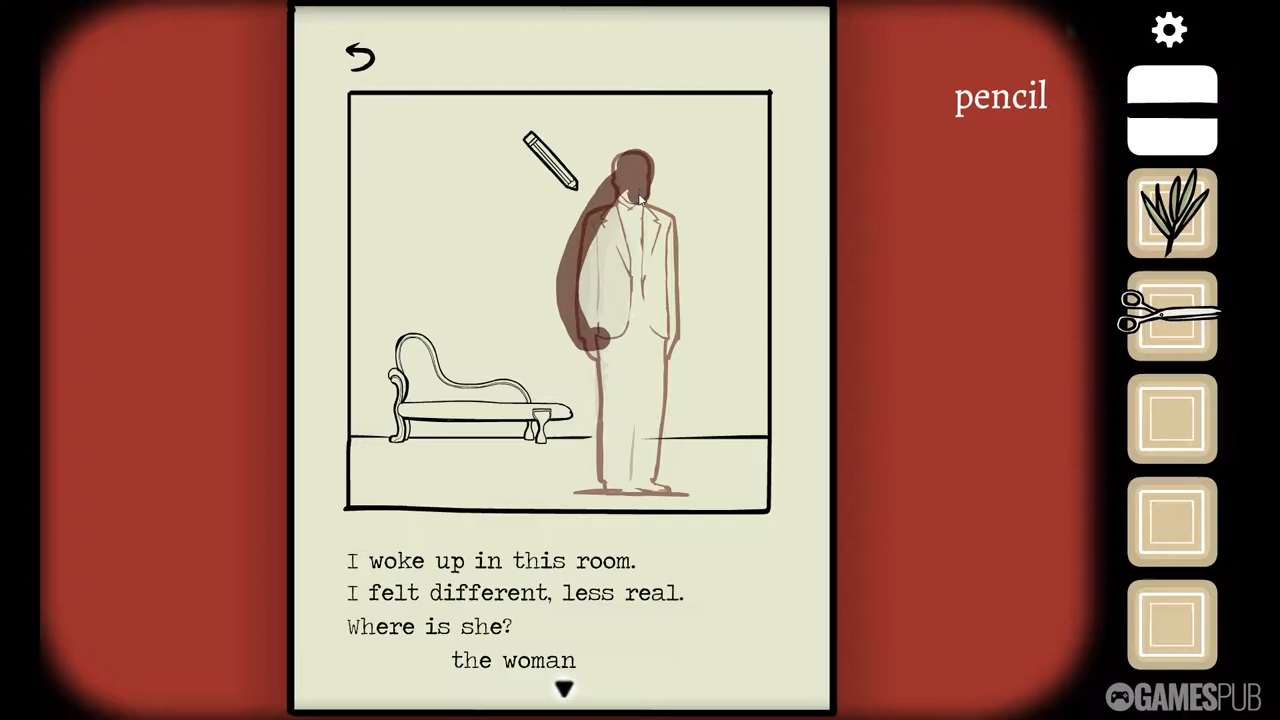 pencil
I woke up in this room.
I felt different, less real.
Where is she?
the woman
GAMESPUB